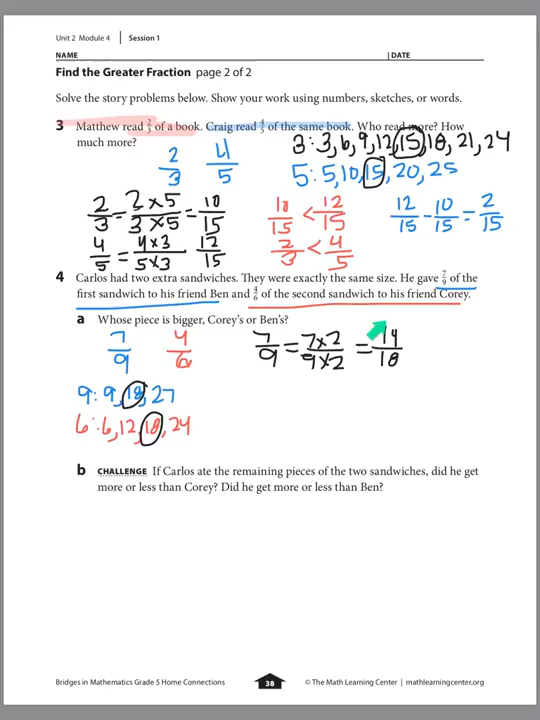 Unit 2 Module 4 | Session 1
NAME | DATE
Find the Greater Fraction page 2 of 2
Solve the story problems below. Show your work using numbers, sketches, or words.
3 Matthew read 2/3 of a book. Craig read 4/5 of the same book. Who read more? How
much more?
3: 3, 6, 9, 12, 15, 18, 21, 24
2/3 4/5
5: 5, 10, 15, 20, 25
2/3 = 2×5/3×5 = 10/15
10/15 < 12/15
12/15 - 10/15 = 2/15
4/5 = 4×3/5×3 12/15
2/3 < 4/5
4 Carlos had two extra sandwiches. They were exactly the same size. He gave 7/9 of the
first sandwich to his friend Ben and 4/6 of the second sandwich to his friend Corey.
a Whose piece is bigger, Corey's or Ben's?
7/9 4/6
7/9 = 7×2/9×2 = 14/18
9: 9, 18, 27
6: 6, 12, 18, 24
b CHALLENGE If Carlos ate the remaining pieces of the two sandwiches, did he get
more or less than Corey? Did he get more or less than Ben?
Bridges in Mathematics Grade 5 Home Connections 38 © The Math Learning Center | mathlearningcenter.org